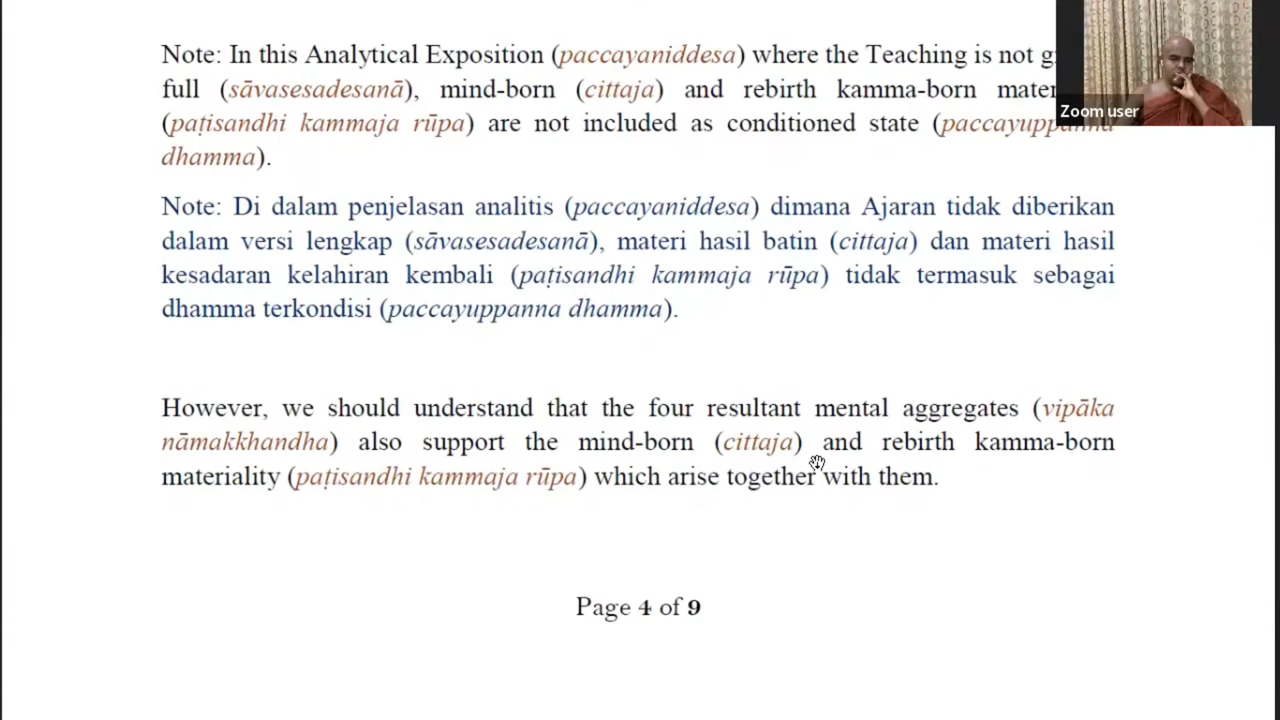 Note: In this Analytical Exposition (paccayaniddesa) where the Teaching is not
full (sāvasesadesanā), mind-born (cittaja) and rebirth kamma-born
Zoom user
(paṭisandhi kammaja rūpa) are not included as conditioned state (paccayuppanna
dhamma).
Note: Di dalam penjelasan analitis (paccayaniddesa) dimana Ajaran tidak diberikan
dalam versi lengkap (sāvasesadesanā), materi hasil batin (cittaja) dan materi hasil
kesadaran kelahiran kembali (paṭisandhi kammaja rūpa) tidak termasuk sebagai
dhamma terkondisi (paccayuppanna dhamma).
However, we should understand that the four resultant mental aggregates (vipāka
nāmakkhandha) also support the mind-born (cittaja) and rebirth kamma-born
materiality (paṭisandhi kammaja rūpa) which arise together with them.
Page 4 of 9